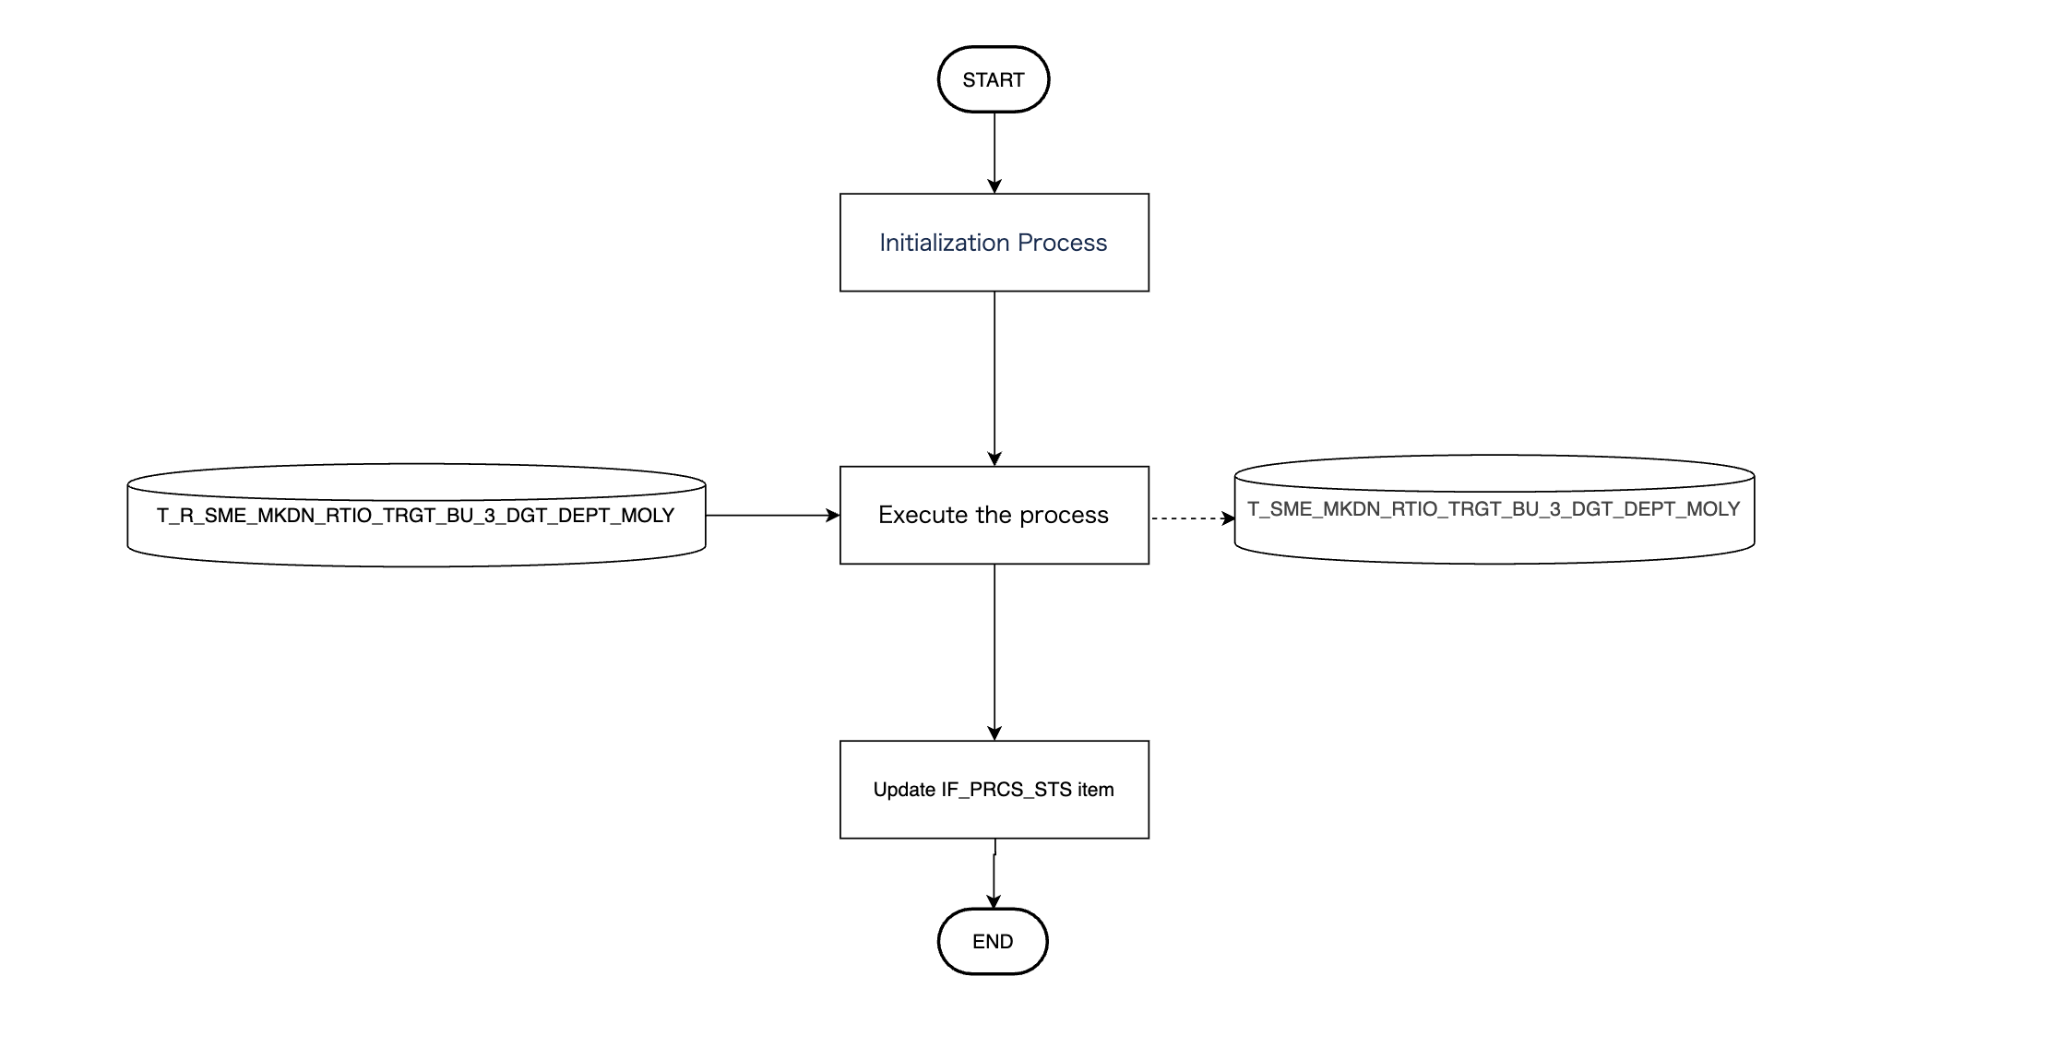 START
Initialization Process
T_R_SME_MKDN_RTIO_TRGT_BU_3_DGT_DEPT_MOLY
Execute the process
T_SME_MKDN_RTIO_TRGT_BU_3_DGT_DEPT_MOLY
Update IF_PRCS_STS item
END